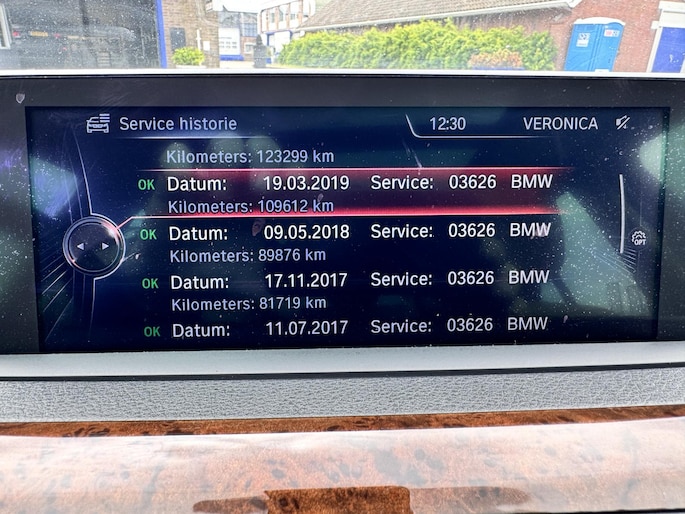 Service historie 12:30 VERONICA
Kilometers: 123299 km
OK Datum: 19.03.2019 Service: 03626 BMW
Kilometers: 109612 km
OK Datum: 09.05.2018 Service: 03626 BMW
Kilometers: 89876 km
OK Datum: 17.11.2017 Service: 03626 BMW
Kilometers: 81719 km
OK Datum: 11.07.2017 Service: 03626 BMW
OPT